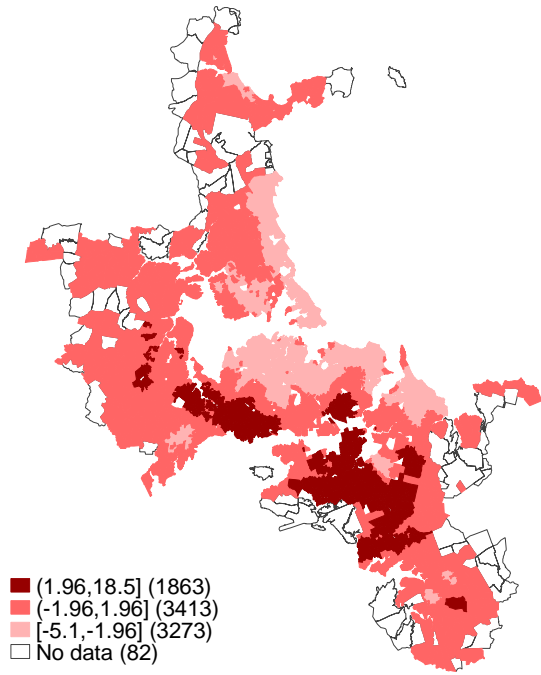 (1.96,18.5] (1863)
(-1.96,1.96] (3413)
[-5.1,-1.96] (3273)
No data (82)